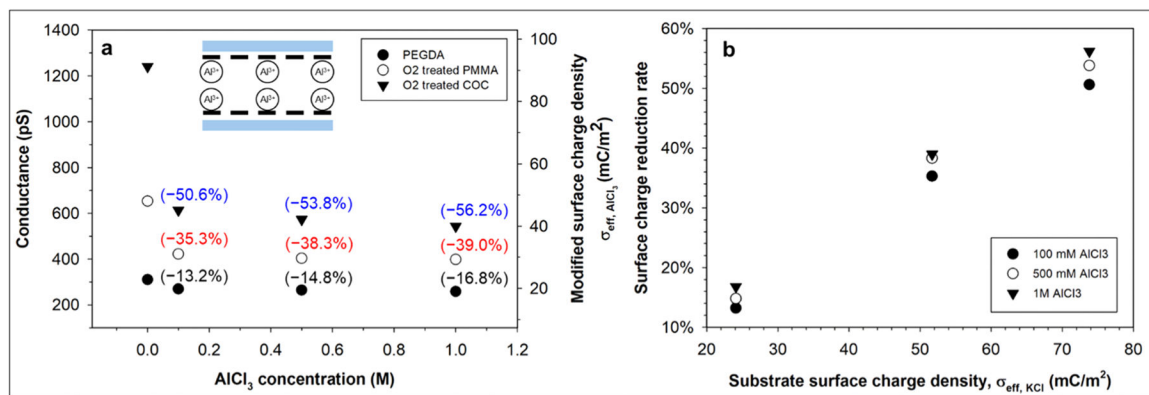 a
1400
1200
1000
800
600
400
200
Conductance (pS)
Al3+ Al3+ Al3+
Al3+ Al3+ Al3+
PEGDA
O2 treated PMMA
O2 treated COC
(−50.6%)
(−53.8%)
(−56.2%)
(−35.3%)
(−38.3%)
(−39.0%)
(−13.2%)
(−14.8%)
(−16.8%)
100
80
60
40
20
Modified surface charge density
σeff, AlCl3 (mC/m2)
0.0 0.2 0.4 0.6 0.8 1.0 1.2
AlCl3 concentration (M)
b
60%
50%
40%
30%
20%
10%
Surface charge reduction rate
100 mM AlCl3
500 mM AlCl3
1M AlCl3
20 30 40 50 60 70 80
Substrate surface charge density, σeff, KCl (mC/m2)